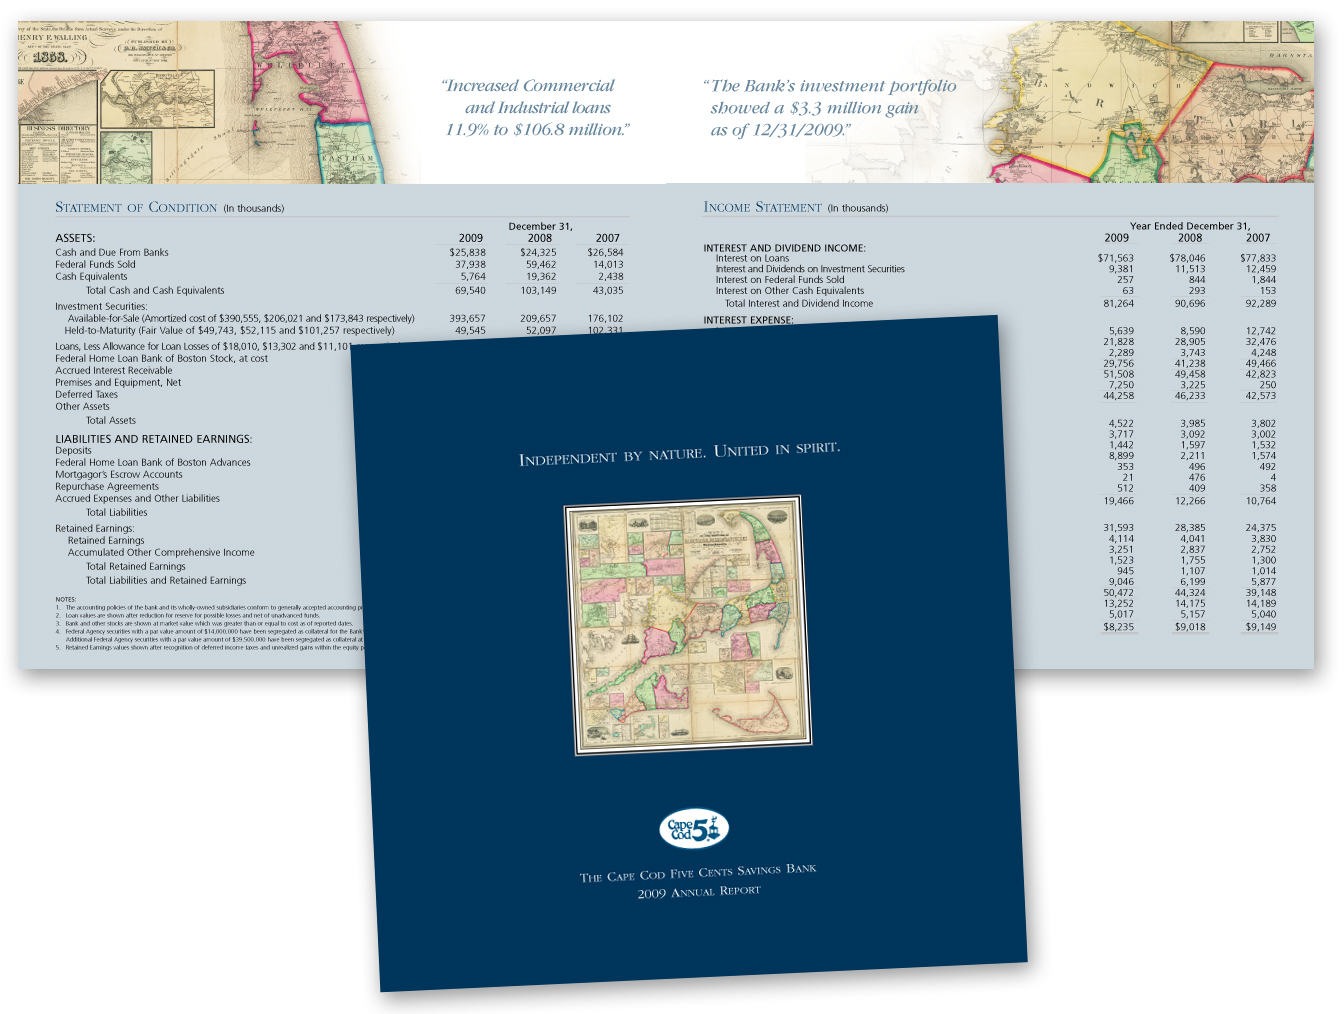 HENRY F. WALLING
1858.
BUSINESS DIRECTORY
WELLFLEET
EASTHAM
“Increased Commercial
and Industrial loans
11.9% to $106.8 million.”
“The Bank’s investment portfolio
showed a $3.3 million gain
as of 12/31/2009.”
SANDWICH
STATEMENT OF CONDITION (In thousands)
December 31,
ASSETS: 2009 2008 2007
Cash and Due From Banks $25,838 $24,325 $26,584
Federal Funds Sold 37,938 59,462 14,013
Cash Equivalents 5,764 19,362 2,438
Total Cash and Cash Equivalents 69,540 103,149 43,035
Investment Securities:
Available-for-Sale (Amortized cost of $390,555, $206,021 and $173,843 respectively) 393,657 209,657 176,102
Held-to-Maturity (Fair Value of $49,743, $52,115 and $101,257 respectively) 49,545 52,097 102,331
Loans, Less Allowance for Loan Losses of $18,010, $13,302 and $11,101
Federal Home Loan Bank of Boston Stock, at cost
Accrued Interest Receivable
Premises and Equipment, Net
Deferred Taxes
Other Assets
Total Assets
LIABILITIES AND RETAINED EARNINGS:
Deposits
Federal Home Loan Bank of Boston Advances
Mortgagor's Escrow Accounts
Repurchase Agreements
Accrued Expenses and Other Liabilities
Total Liabilities
Retained Earnings:
Retained Earnings
Accumulated Other Comprehensive Income
Total Retained Earnings
Total Liabilities and Retained Earnings
NOTES:
1. The accounting policies of the bank and its wholly-owned subsidiaries conform to generally accepted accounting
2. Loan values are shown after reduction for reserve for possible losses and net of unadvanced funds.
3. Bank and other stocks are shown at market value which was greater than or equal to cost as of reported dates.
4. Federal Agency securities with a par value amount of $14,000,000 have been segregated as collateral for the Bank
Additional Federal Agency securities with a par value amount of $39,500,000 have been segregated as collateral at
5. Retained Earnings values shown after recognition of deferred income taxes and unrealized gains within the equity
INCOME STATEMENT (In thousands)
Year Ended December 31,
2009 2008 2007
INTEREST AND DIVIDEND INCOME:
Interest on Loans $71,563 $78,046 $77,833
Interest and Dividends on Investment Securities 9,381 11,513 12,459
Interest on Federal Funds Sold 257 844 1,844
Interest on Other Cash Equivalents 63 293 153
Total Interest and Dividend Income 81,264 90,696 92,289
INTEREST EXPENSE:
5,639 8,590 12,742
21,828 28,905 32,476
2,289 3,743 4,248
29,756 41,238 49,466
51,508 49,458 42,823
7,250 3,225 250
44,258 46,233 42,573
4,522 3,985 3,802
3,717 3,092 3,002
1,442 1,597 1,532
8,899 2,211 1,574
353 496 492
21 476 4
512 409 358
19,466 12,266 10,764
31,593 28,385 24,375
4,114 4,041 3,830
3,251 2,837 2,752
1,523 1,755 1,300
945 1,107 1,014
9,046 6,199 5,877
50,472 44,324 39,148
13,252 14,175 14,189
5,017 5,157 5,040
$8,235 $9,018 $9,149
INDEPENDENT BY NATURE. UNITED IN SPIRIT.
Cape Cod 5
THE CAPE COD FIVE CENTS SAVINGS BANK
2009 ANNUAL REPORT